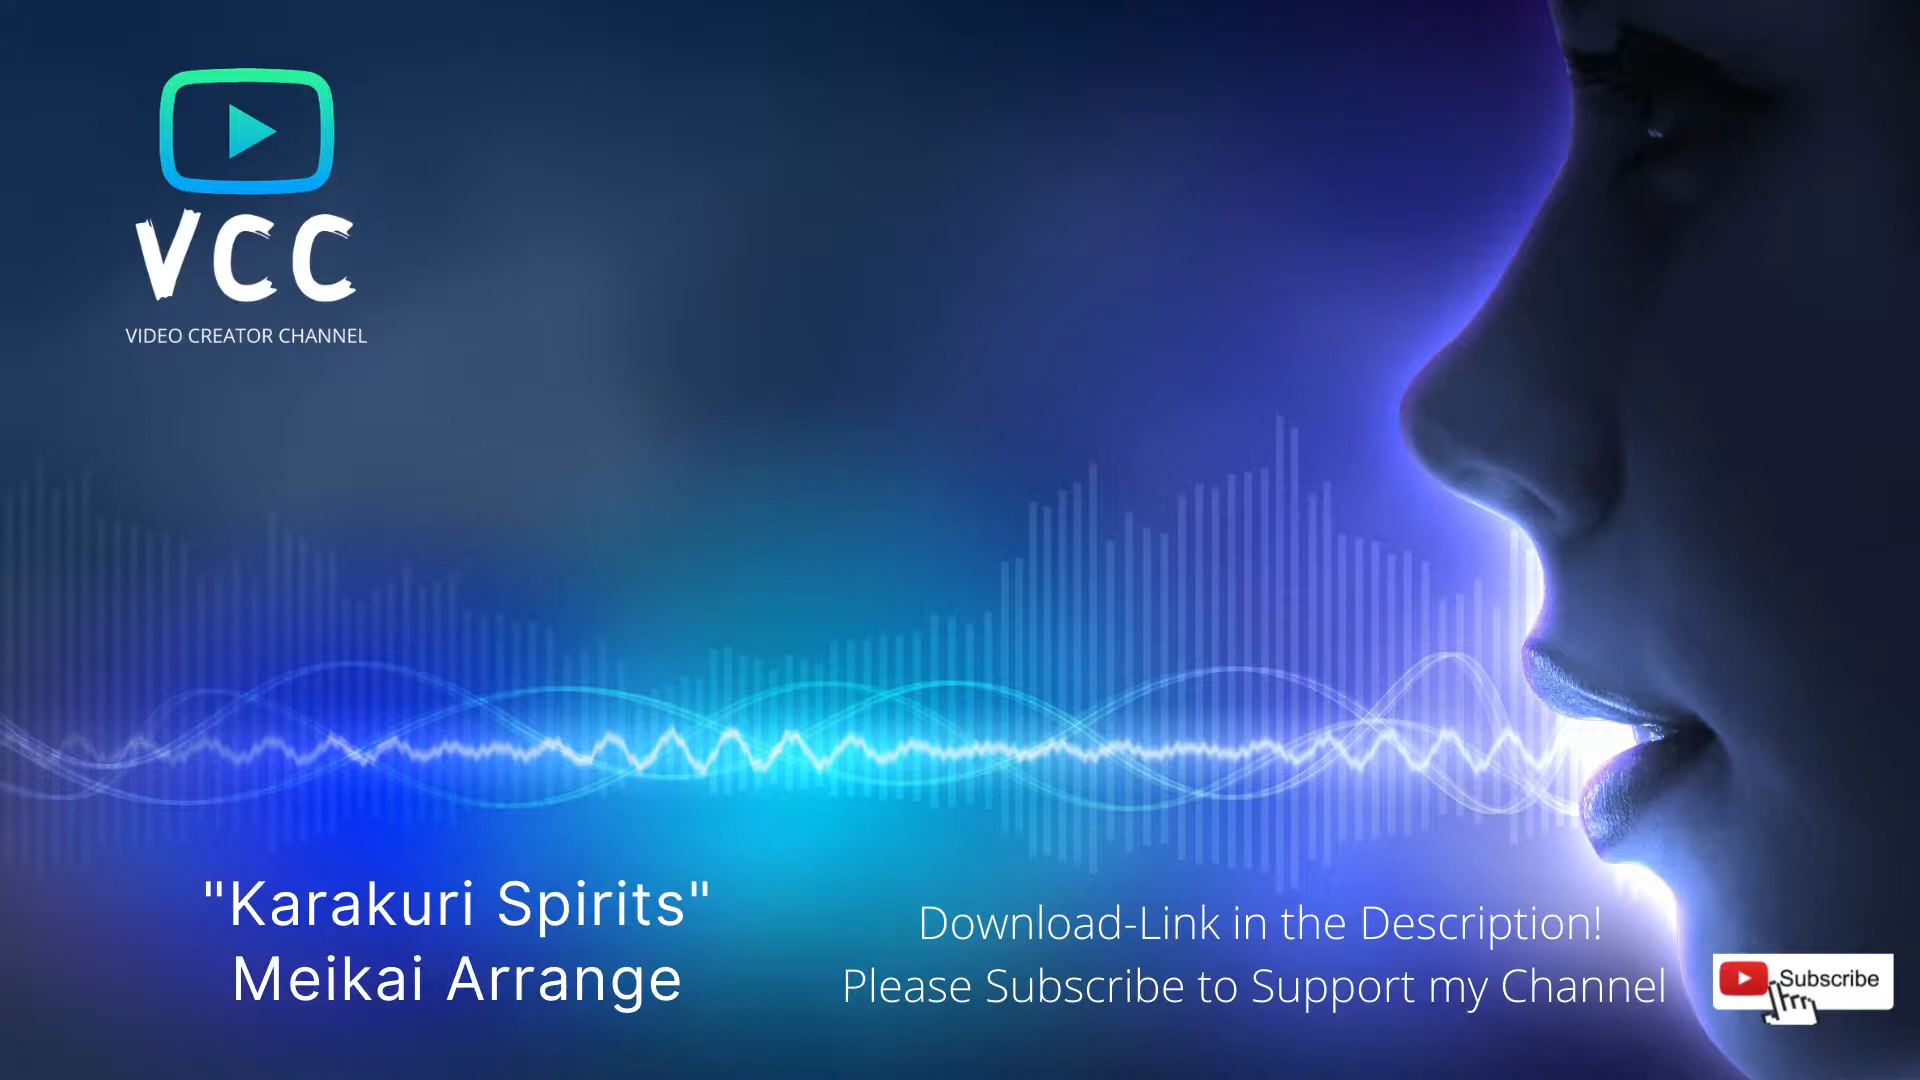 VCC
VIDEO CREATOR CHANNEL
"Karakuri Spirits"
Meikai Arrange
Download-Link in the Description!
Please Subscribe to Support my Channel
Subscribe